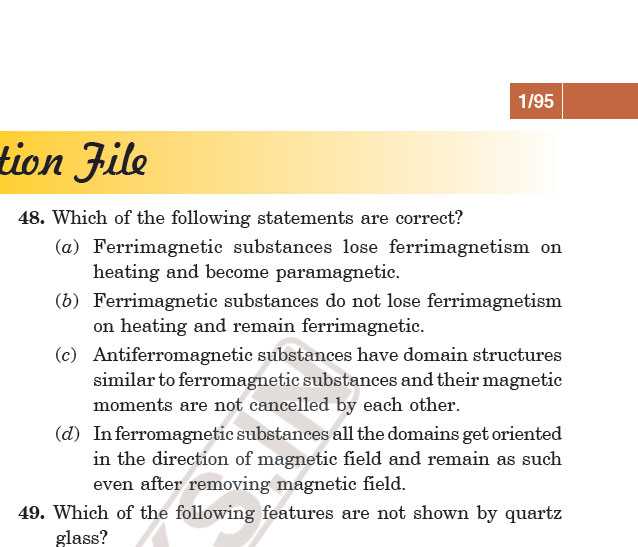 1/95
tion File
48. Which of the following statements are correct?
(a) Ferrimagnetic substances lose ferrimagnetism on
heating and become paramagnetic.
(b) Ferrimagnetic substances do not lose ferrimagnetism
on heating and remain ferrimagnetic.
(c) Antiferromagnetic substances have domain structures
similar to ferromagnetic substances and their magnetic
moments are not cancelled by each other.
(d) In ferromagnetic substances all the domains get oriented
in the direction of magnetic field and remain as such
even after removing magnetic field.
49. Which of the following features are not shown by quartz
glass?
KS.IN